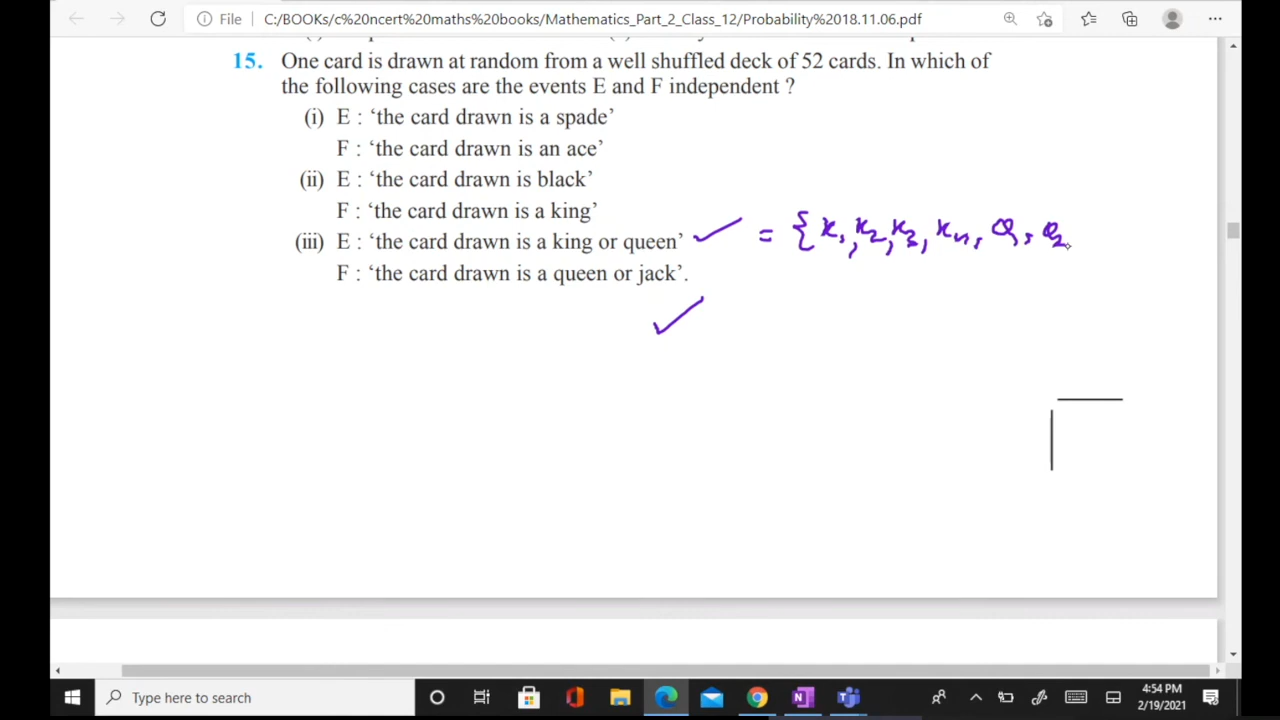 File C:/BOOKs/c%20ncert%20maths%20books/Mathematics_Part_2_Class_12/Probability%2018.11.06.pdf
15. One card is drawn at random from a well shuffled deck of 52 cards. In which of
the following cases are the events E and F independent ?
(i) E : ‘the card drawn is a spade’
F : ‘the card drawn is an ace’
(ii) E : ‘the card drawn is black’
F : ‘the card drawn is a king’
(iii) E : ‘the card drawn is a king or queen’ ✓ = {K₁, K₂, K₃, K₄, Q₁, Q₂
F : ‘the card drawn is a queen or jack’.
✓
Type here to search
4:54 PM
2/19/2021